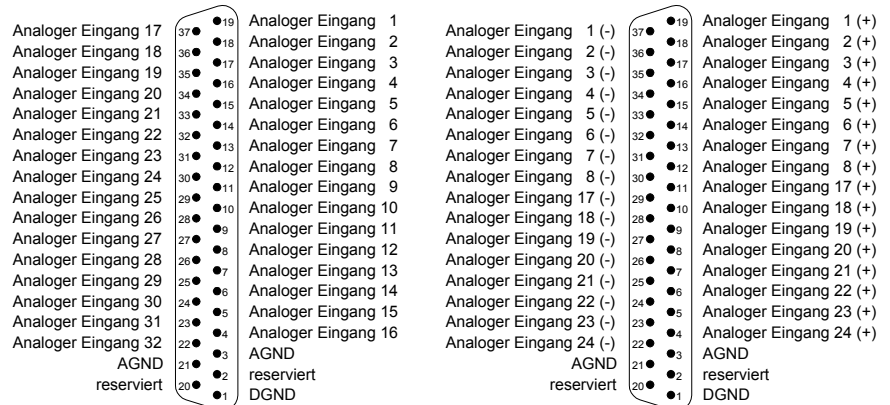 Analoger Eingang 17 37
Analoger Eingang 18 36
Analoger Eingang 19 35
Analoger Eingang 20 34
Analoger Eingang 21 33
Analoger Eingang 22 32
Analoger Eingang 23 31
Analoger Eingang 24 30
Analoger Eingang 25 29
Analoger Eingang 26 28
Analoger Eingang 27 27
Analoger Eingang 28 26
Analoger Eingang 29 25
Analoger Eingang 30 24
Analoger Eingang 31 23
Analoger Eingang 32 22
AGND 21
reserviert 20
19 Analoger Eingang 1
18 Analoger Eingang 2
17 Analoger Eingang 3
16 Analoger Eingang 4
15 Analoger Eingang 5
14 Analoger Eingang 6
13 Analoger Eingang 7
12 Analoger Eingang 8
11 Analoger Eingang 9
10 Analoger Eingang 10
9 Analoger Eingang 11
8 Analoger Eingang 12
7 Analoger Eingang 13
6 Analoger Eingang 14
5 Analoger Eingang 15
4 Analoger Eingang 16
3 AGND
2 reserviert
1 DGND
Analoger Eingang 1 (-) 37
Analoger Eingang 2 (-) 36
Analoger Eingang 3 (-) 35
Analoger Eingang 4 (-) 34
Analoger Eingang 5 (-) 33
Analoger Eingang 6 (-) 32
Analoger Eingang 7 (-) 31
Analoger Eingang 8 (-) 30
Analoger Eingang 17 (-) 29
Analoger Eingang 18 (-) 28
Analoger Eingang 19 (-) 27
Analoger Eingang 20 (-) 26
Analoger Eingang 21 (-) 25
Analoger Eingang 22 (-) 24
Analoger Eingang 23 (-) 23
Analoger Eingang 24 (-) 22
AGND 21
reserviert 20
19 Analoger Eingang 1 (+)
18 Analoger Eingang 2 (+)
17 Analoger Eingang 3 (+)
16 Analoger Eingang 4 (+)
15 Analoger Eingang 5 (+)
14 Analoger Eingang 6 (+)
13 Analoger Eingang 7 (+)
12 Analoger Eingang 8 (+)
11 Analoger Eingang 17 (+)
10 Analoger Eingang 18 (+)
9 Analoger Eingang 19 (+)
8 Analoger Eingang 20 (+)
7 Analoger Eingang 21 (+)
6 Analoger Eingang 22 (+)
5 Analoger Eingang 23 (+)
4 Analoger Eingang 24 (+)
3 AGND
2 reserviert
1 DGND